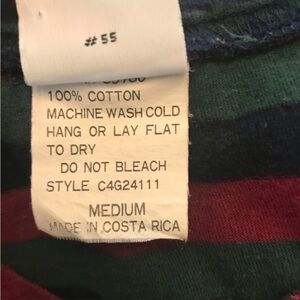 #55
100% COTTON
MACHINE WASH COLD
HANG OR LAY FLAT
TO DRY
DO NOT BLEACH
STYLE C4G24111
MEDIUM
MADE IN COSTA RICA